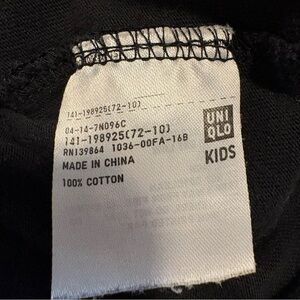 141-198925(72-10)
04-14-7N096C
141-198925(72-10)
RN139864 1036-00FA-16B
MADE IN CHINA
100% COTTON
UNI
QLO
KIDS